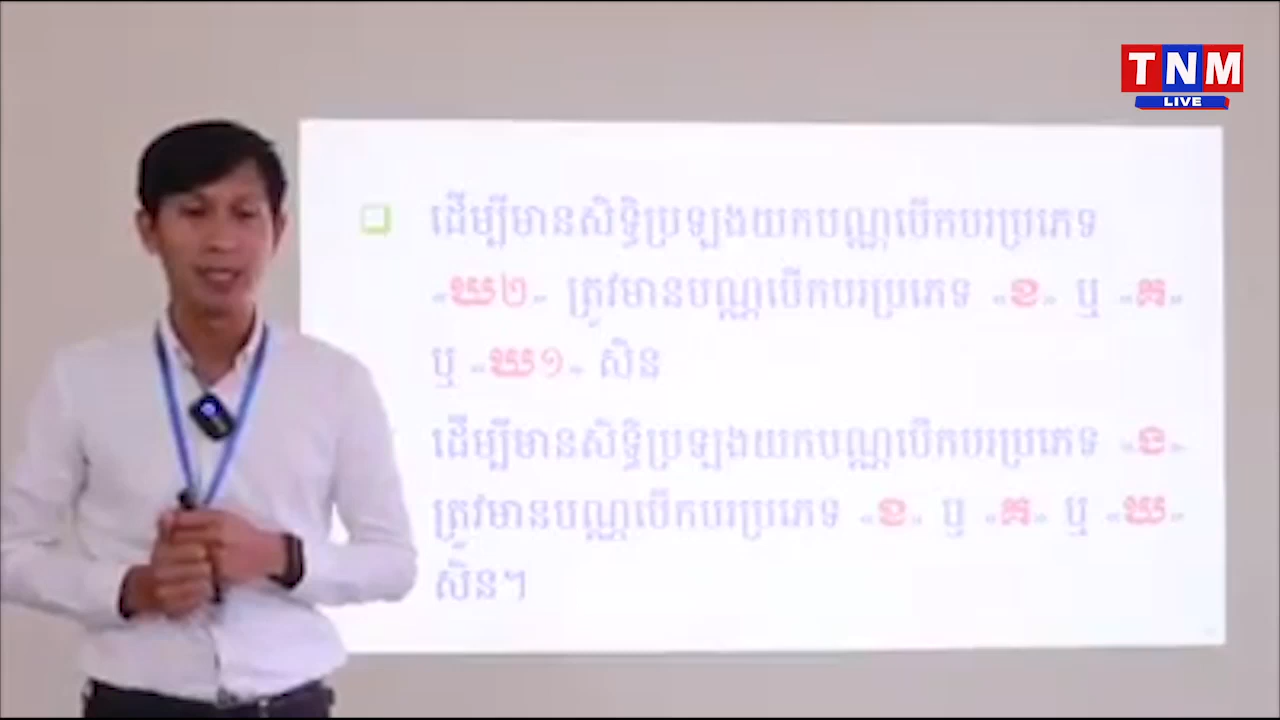 TNM
LIVE
ដើម្បីមានសិទ្ធិប្រឡងយកបណ្ណបើកបរប្រភេទ
«ឃ២» ត្រូវមានបណ្ណបើកបរប្រភេទ «ខ» ឬ «គ»
ឬ «ឃ១» សិន
ដើម្បីមានសិទ្ធិប្រឡងយកបណ្ណបើកបរប្រភេទ «ង»
ត្រូវមានបណ្ណបើកបរប្រភេទ «ខ» ឬ «គ» ឬ «ឃ»
សិន។